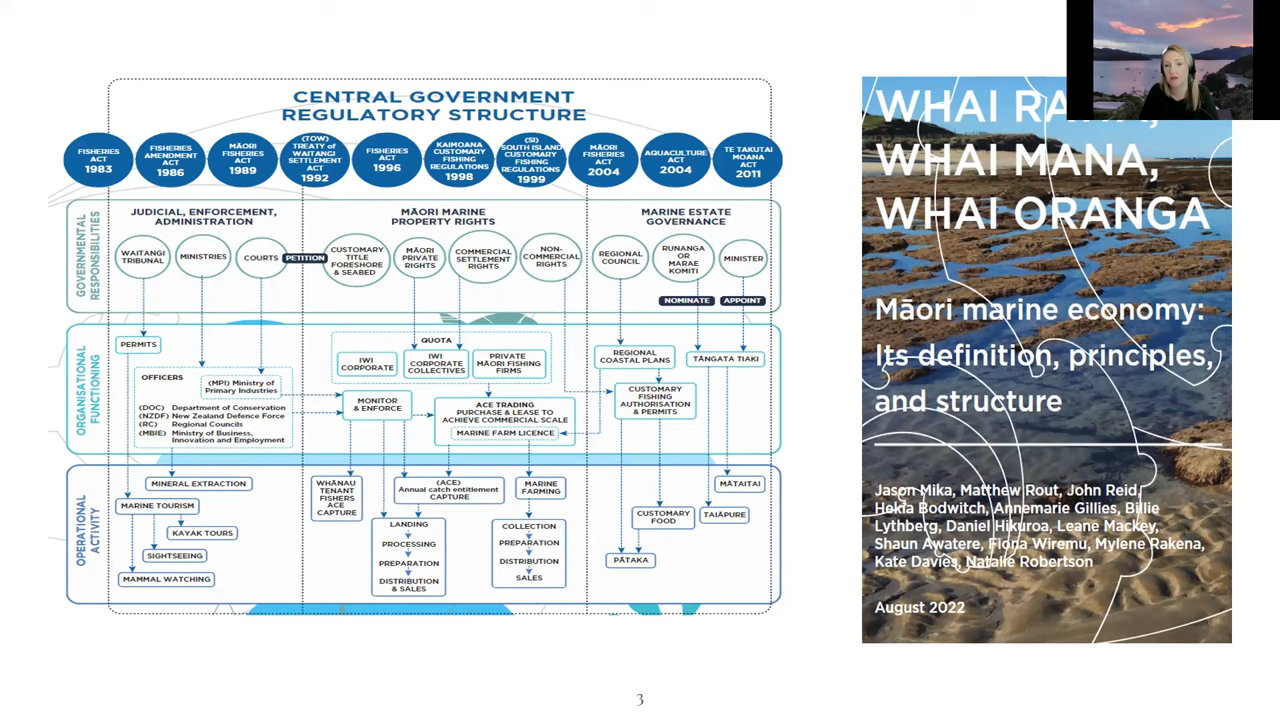 CENTRAL GOVERNMENT
REGULATORY STRUCTURE
FISHERIES
ACT
1983
FISHERIES
AMENDMENT
ACT
1986
MĀORI
FISHERIES
ACT
1989
(TOW)
TREATY of
WAITANGI
SETTLEMENT
ACT
1992
FISHERIES
ACT
1996
KAIMOANA
CUSTOMARY
FISHING
REGULATIONS
1998
(SI)
SOUTH ISLAND
CUSTOMARY
FISHING
REGULATIONS
1999
MĀORI
FISHERIES
ACT
2004
AQUACULTURE
ACT
2004
TE TAKUTAI
MOANA ACT
2011
GOVERNMENTAL
RESPONSIBILITIES
JUDICIAL, ENFORCEMENT,
ADMINISTRATION
MĀORI MARINE
PROPERTY RIGHTS
MARINE ESTATE
GOVERNANCE
WAITANGI
TRIBUNAL
MINISTRIES
COURTS
PETITION
CUSTOMARY
TITLE
FORESHORE
& SEABED
MĀORI
PRIVATE
RIGHTS
COMMERCIAL
SETTLEMENT
RIGHTS
NON-
COMMERCIAL
RIGHTS
REGIONAL
COUNCIL
RUNANGA
OR
MARAE
KOMITI
MINISTER
NOMINATE
APPOINT
ORGANISATIONAL
FUNCTIONING
PERMITS
OFFICERS
(MPI) Ministry of
Primary Industries
(DOC) Department of Conservation
(NZDF) New Zealand Defence Force
(RC) Regional Councils
(MBIE) Ministry of Business,
Innovation and Employment
QUOTA
IWI
CORPORATE
IWI
CORPORATE
COLLECTIVES
PRIVATE
MĀORI FISHING
FIRMS
MONITOR
& ENFORCE
ACE TRADING
PURCHASE & LEASE TO
ACHIEVE COMMERCIAL SCALE
MARINE FARM LICENCE
REGIONAL
COASTAL PLANS
TĀNGATA TIAKI
CUSTOMARY
FISHING
AUTHORISATION
& PERMITS
OPERATIONAL
ACTIVITY
MINERAL EXTRACTION
MARINE TOURISM
KAYAK TOURS
SIGHTSEEING
MAMMAL WATCHING
WHĀNAU
TENANT
FISHERS
ACE
CAPTURE
(ACE)
Annual catch entitlement
CAPTURE
LANDING
PROCESSING
PREPARATION
DISTRIBUTION
& SALES
MARINE
FARMING
COLLECTION
PREPARATION
DISTRIBUTION
SALES
CUSTOMARY
FOOD
PĀTAKA
MĀTAITAI
TAIĀPURE
WHAI
WHAI MANA,
WHAI ORANGA
Māori marine economy:
Its definition, principles,
and structure
Jason Mika, Matthew Rout, John Reid,
Hekia Bodwitch, Annemarie Gillies, Billie
Lythberg, Daniel Hikuroa, Leane Mackey,
Shaun Awatere, Fiona Wiremu, Mylene Rakena,
Kate Davies, Natalie Robertson
August 2022
3